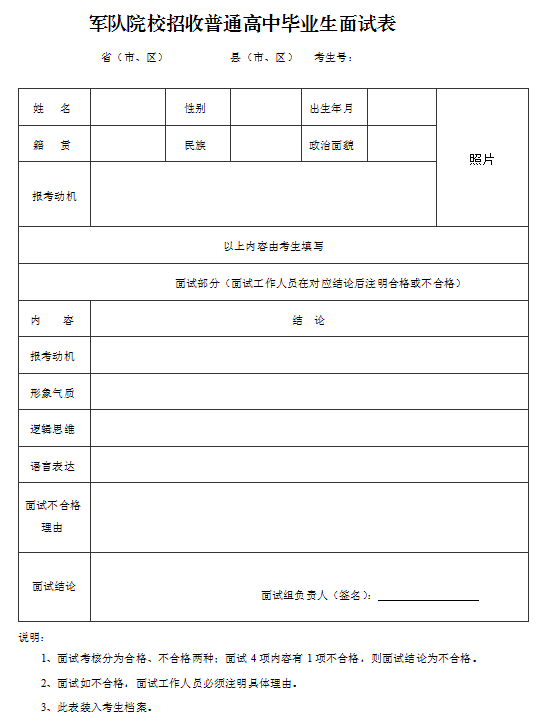 军队院校招收普通高中毕业生面试表
省（市、区） 县（市、区） 考生号：
姓 名 性别 出生年月
照片
籍 贯 民族 政治面貌
报考动机
以上内容由考生填写
面试部分（面试工作人员在对应结论后注明合格或不合格）
内 容 结 论
报考动机
形象气质
逻辑思维
语言表达
面试不合格
理由
面试结论
面试组负责人（签名）：
说明：
1、面试考核分为合格、不合格两种；面试 4 项内容有 1 项不合格，则面试结论为不合格。
2、面试如不合格，面试工作人员必须注明具体理由。
3、此表装入考生档案。